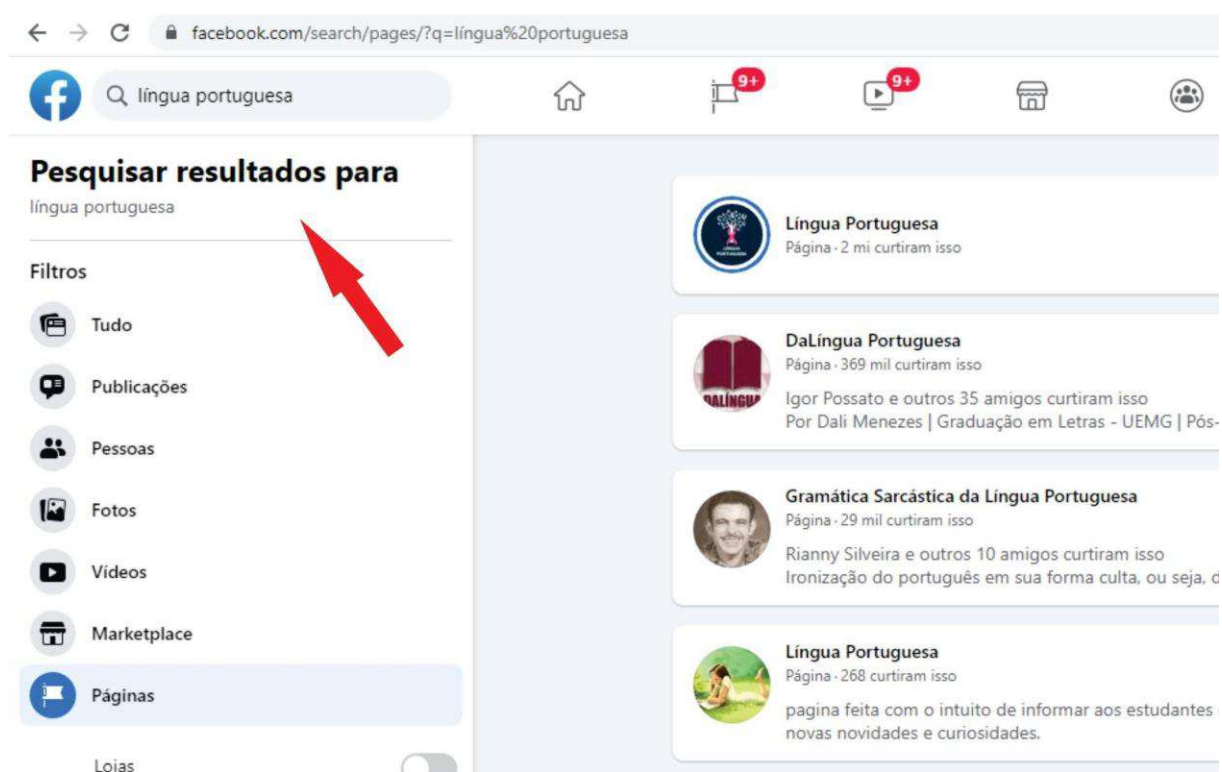 facebook.com/search/pages/?q=língua%20portuguesa
língua portuguesa
9+
9+
Pesquisar resultados para
língua portuguesa
Filtros
Tudo
Publicações
Pessoas
Fotos
Vídeos
Marketplace
Páginas
Lojas
Língua Portuguesa
Página · 2 mi curtiram isso
DALÍNGUA
DaLíngua Portuguesa
Página · 369 mil curtiram isso
Igor Possato e outros 35 amigos curtiram isso
Por Dali Menezes | Graduação em Letras - UEMG | Pós-
Gramática Sarcástica da Língua Portuguesa
Página · 29 mil curtiram isso
Rianny Silveira e outros 10 amigos curtiram isso
Ironização do português em sua forma culta, ou seja, d
Língua Portuguesa
Página · 268 curtiram isso
pagina feita com o intuito de informar aos estudantes
novas novidades e curiosidades.